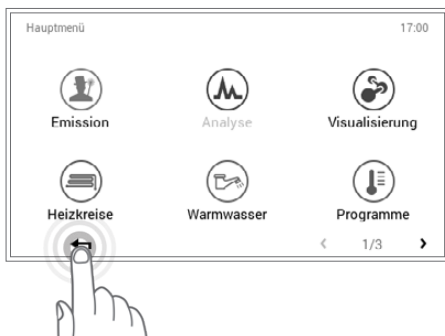 Hauptmenü 17:00
Emission Analyse Visualisierung
Heizkreise Warmwasser Programme
1/3